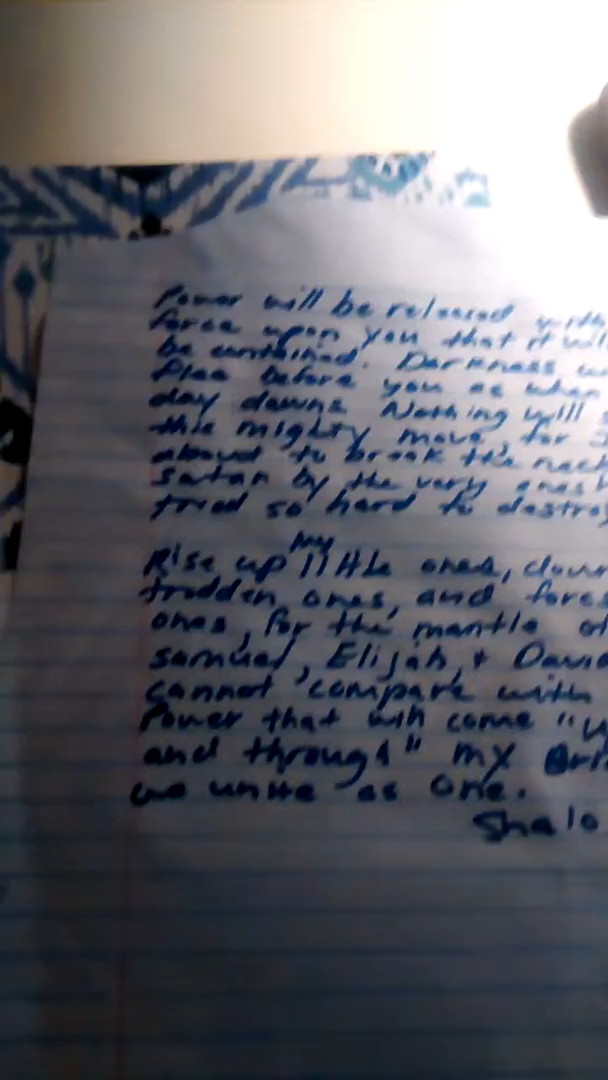 Power will be released with
force upon you that it wil
be contained. Darkness w
flee before you as when
day dawns. Nothing will s
this mighty move, for I
about to break the neck
satan by the very ones h
tried so hard to destroy
my
Rise up little ones, down
trodden ones, and fores
ones, for the mantle of
samuel, Elijah, + David
cannot compare with
Power that will come "u
and through" my Bri
we unite as one.
Shalo